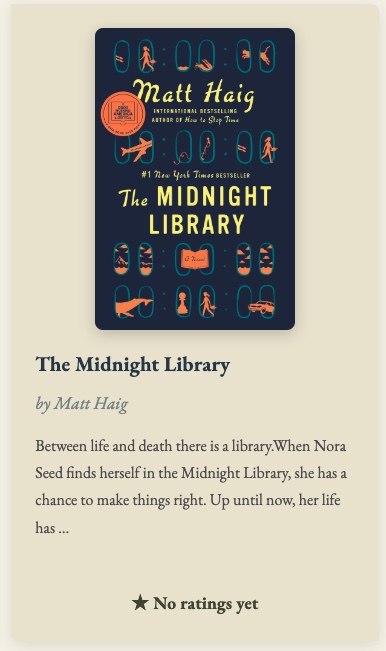 Matt Haig
INTERNATIONAL BESTSELLING
AUTHOR OF How to Stop Time
#1 New York Times BESTSELLER
The MIDNIGHT
LIBRARY
A Novel
The Midnight Library
by Matt Haig
Between life and death there is a library.When Nora
Seed finds herself in the Midnight Library, she has a
chance to make things right. Up until now, her life
has ...
★ No ratings yet